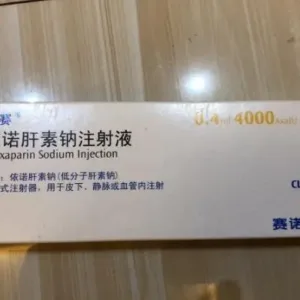 赛
诺肝素钠注射液
xaparin Sodium Injection
0.4ml 4000
：依诺肝素钠(低分子肝素钠)
式注射器，用于皮下、静脉或血管内注射
CL
赛诺